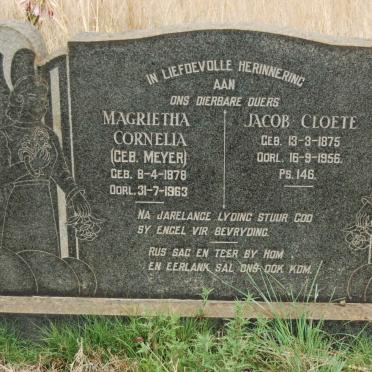 IN LIEFDEVOLLE HERINNERING
AAN
ONS DIERBARE OUERS
MAGRIETHA
CORNELIA
(GEB. MEYER)
GEB. 8-4-1878
OORL. 31-7-1963
JACOB CLOETE
GEB. 13-3-1875
OORL. 16-9-1956.
PS. 146.
NA JARELANGE LYDING STUUR GOD
SY ENGEL VIR BEVRYDING.
RUS SAG EN TEER BY HOM
EN EERLANK SAL ONS OOK KOM.